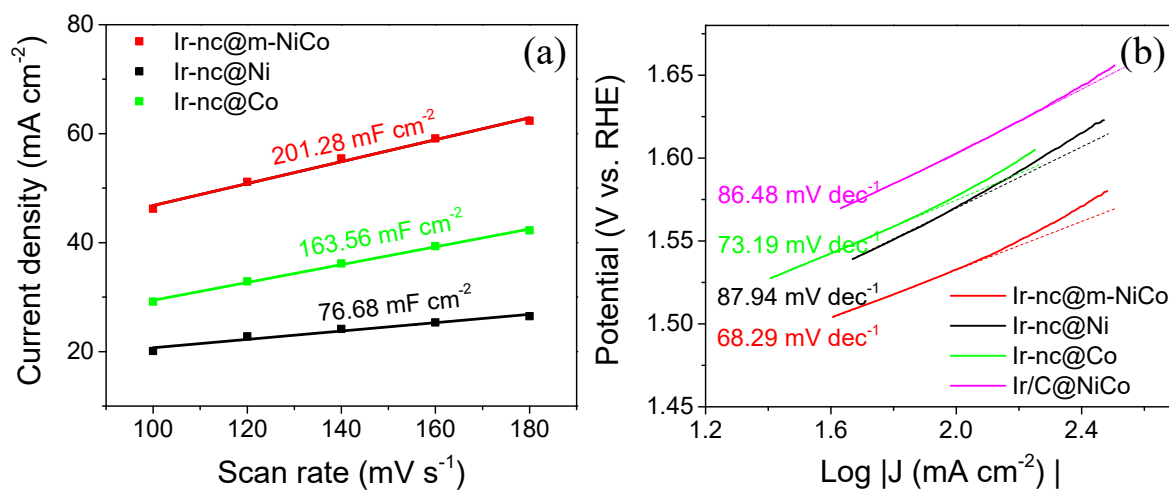 (a)
Ir-nc@m-NiCo
Ir-nc@Ni
Ir-nc@Co
201.28 mF cm-2
163.56 mF cm-2
76.68 mF cm-2
80
60
40
20
100
120
140
160
180
Current density (mA cm-2)
Scan rate (mV s-1)
(b)
86.48 mV dec-1
73.19 mV dec-1
87.94 mV dec-1
68.29 mV dec-1
Ir-nc@m-NiCo
Ir-nc@Ni
Ir-nc@Co
Ir/C@NiCo
1.65
1.60
1.55
1.50
1.45
1.2
1.6
2.0
2.4
Potential (V vs. RHE)
Log |J (mA cm-2) |